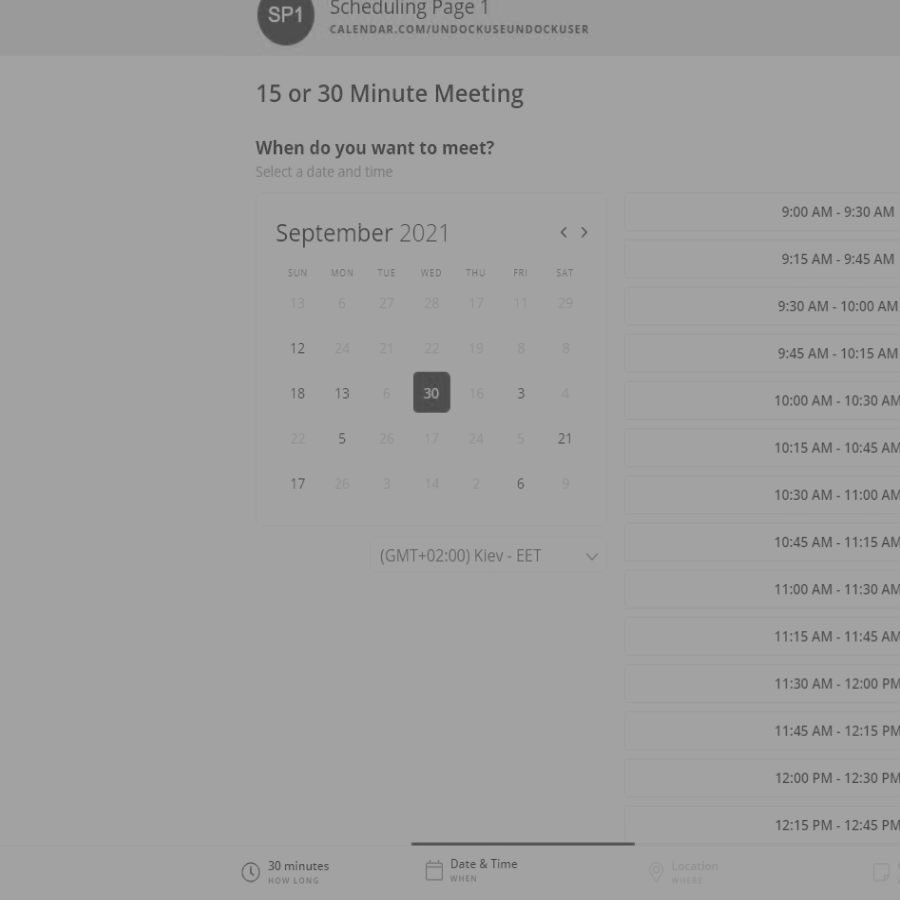 SP1
Scheduling Page 1
CALENDAR.COM/UNDOCKUSEUNDOCKUSER
15 or 30 Minute Meeting
When do you want to meet?
Select a date and time
September 2021
SUN MON TUE WED THU FRI SAT
13 6 27 28 17 11 29
12 24 21 22 19 8 8
18 13 6 30 16 3 4
22 5 26 17 24 5 21
17 26 3 14 2 6 9
(GMT+02:00) Kiev - EET
9:00 AM - 9:30 AM
9:15 AM - 9:45 AM
9:30 AM - 10:00 AM
9:45 AM - 10:15 AM
10:00 AM - 10:30 AM
10:15 AM - 10:45 AM
10:30 AM - 11:00 AM
10:45 AM - 11:15 AM
11:00 AM - 11:30 AM
11:15 AM - 11:45 AM
11:30 AM - 12:00 PM
11:45 AM - 12:15 PM
12:00 PM - 12:30 PM
12:15 PM - 12:45 PM
30 minutes
HOW LONG
Date & Time
WHEN
Location
WHERE